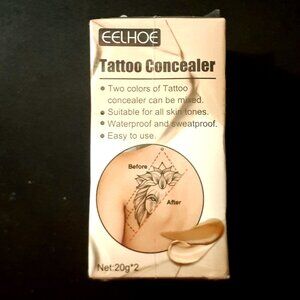 EELHOE
Tattoo Concealer
Two colors of Tattoo
concealer can be mixed.
Suitable for all skin tones.
Waterproof and sweatproof.
Easy to use.
Before
After
Net:20g*2